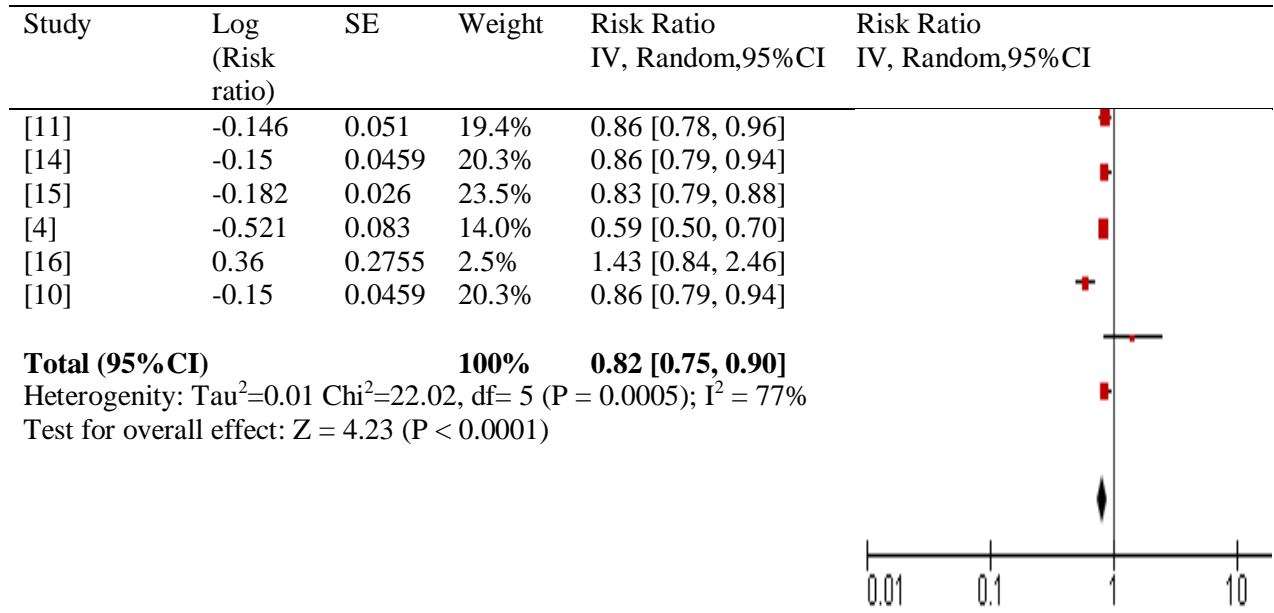 Study Log (Risk ratio) SE Weight Risk Ratio IV, Random,95%CI Risk Ratio IV, Random,95%CI
[11] -0.146 0.051 19.4% 0.86 [0.78, 0.96]
[14] -0.15 0.0459 20.3% 0.86 [0.79, 0.94]
[15] -0.182 0.026 23.5% 0.83 [0.79, 0.88]
[4] -0.521 0.083 14.0% 0.59 [0.50, 0.70]
[16] 0.36 0.2755 2.5% 1.43 [0.84, 2.46]
[10] -0.15 0.0459 20.3% 0.86 [0.79, 0.94]
Total (95%CI) 100% 0.82 [0.75, 0.90]
Heterogenity: Tau²=0.01 Chi²=22.02, df= 5 (P = 0.0005); I² = 77%
Test for overall effect: Z = 4.23 (P < 0.0001)
0.01 0.1 1 10